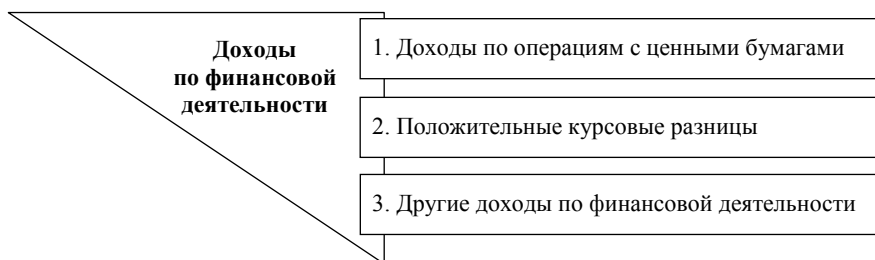 Доходы
по финансовой
деятельности
1. Доходы по операциям с ценными бумагами
2. Положительные курсовые разницы
3. Другие доходы по финансовой деятельности